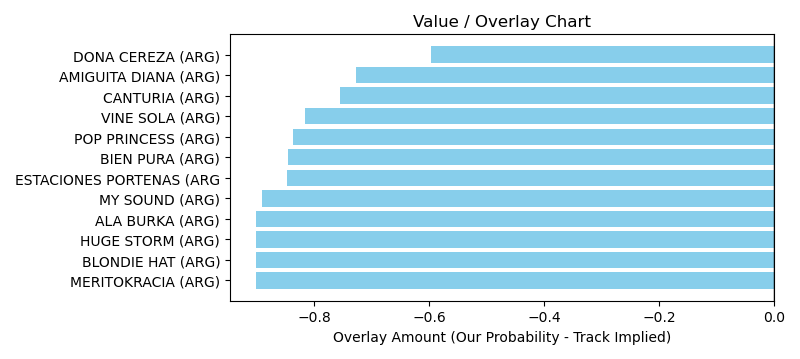 Value / Overlay Chart
DONA CEREZA (ARG)
AMIGUITA DIANA (ARG)
CANTURIA (ARG)
VINE SOLA (ARG)
POP PRINCESS (ARG)
BIEN PURA (ARG)
ESTACIONES PORTENAS (ARG
MY SOUND (ARG)
ALA BURKA (ARG)
HUGE STORM (ARG)
BLONDIE HAT (ARG)
MERITOKRACIA (ARG)
−0.8 −0.6 −0.4 −0.2 0.0
Overlay Amount (Our Probability - Track Implied)